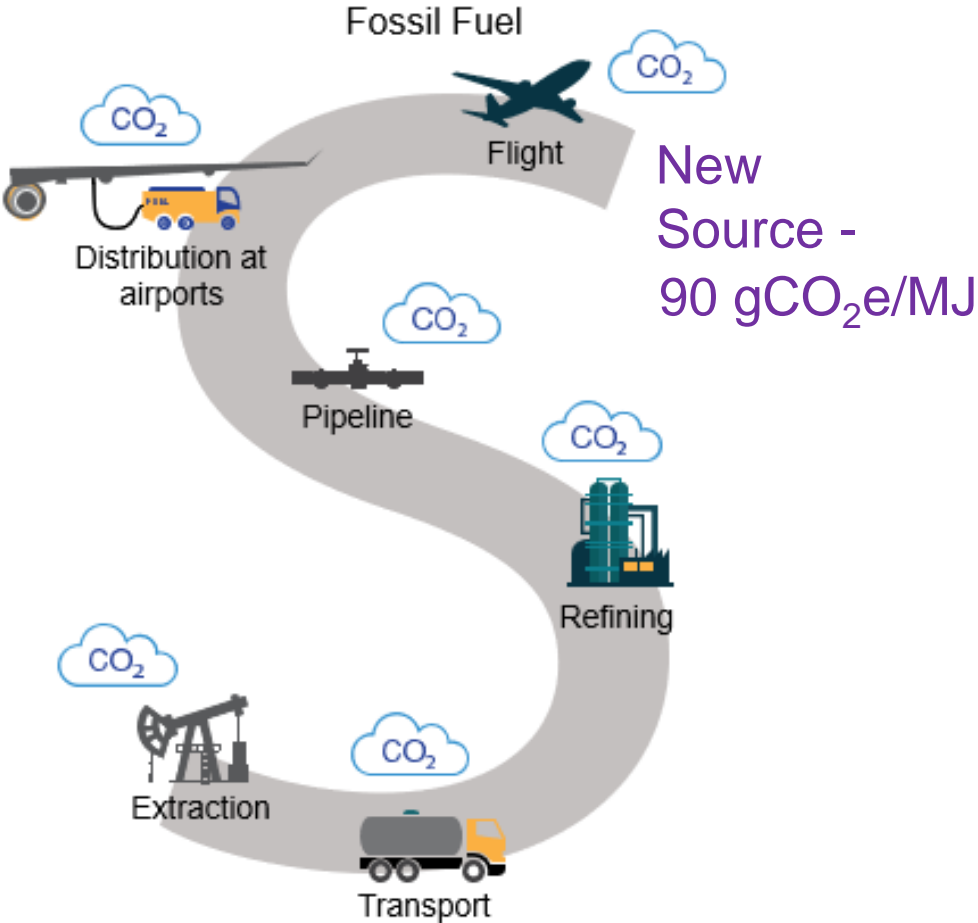 Fossil Fuel
CO₂
Flight
New
Source -
90 gCO₂e/MJ
CO₂
FUEL
Distribution at
airports
CO₂
Pipeline
CO₂
Refining
CO₂
Extraction
CO₂
Transport